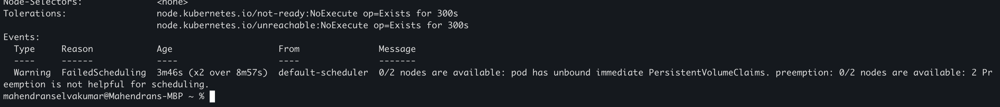 Node-Selectors: <none>
Tolerations: node.kubernetes.io/not-ready:NoExecute op=Exists for 300s
node.kubernetes.io/unreachable:NoExecute op=Exists for 300s
Events:
Type Reason Age From Message
---- ------ ---- ---- -------
Warning FailedScheduling 3m46s (x2 over 8m57s) default-scheduler 0/2 nodes are available: pod has unbound immediate PersistentVolumeClaims. preemption: 0/2 nodes are available: 2 Pr
eemption is not helpful for scheduling.
mahendranselvakumar@Mahendrans-MBP ~ %